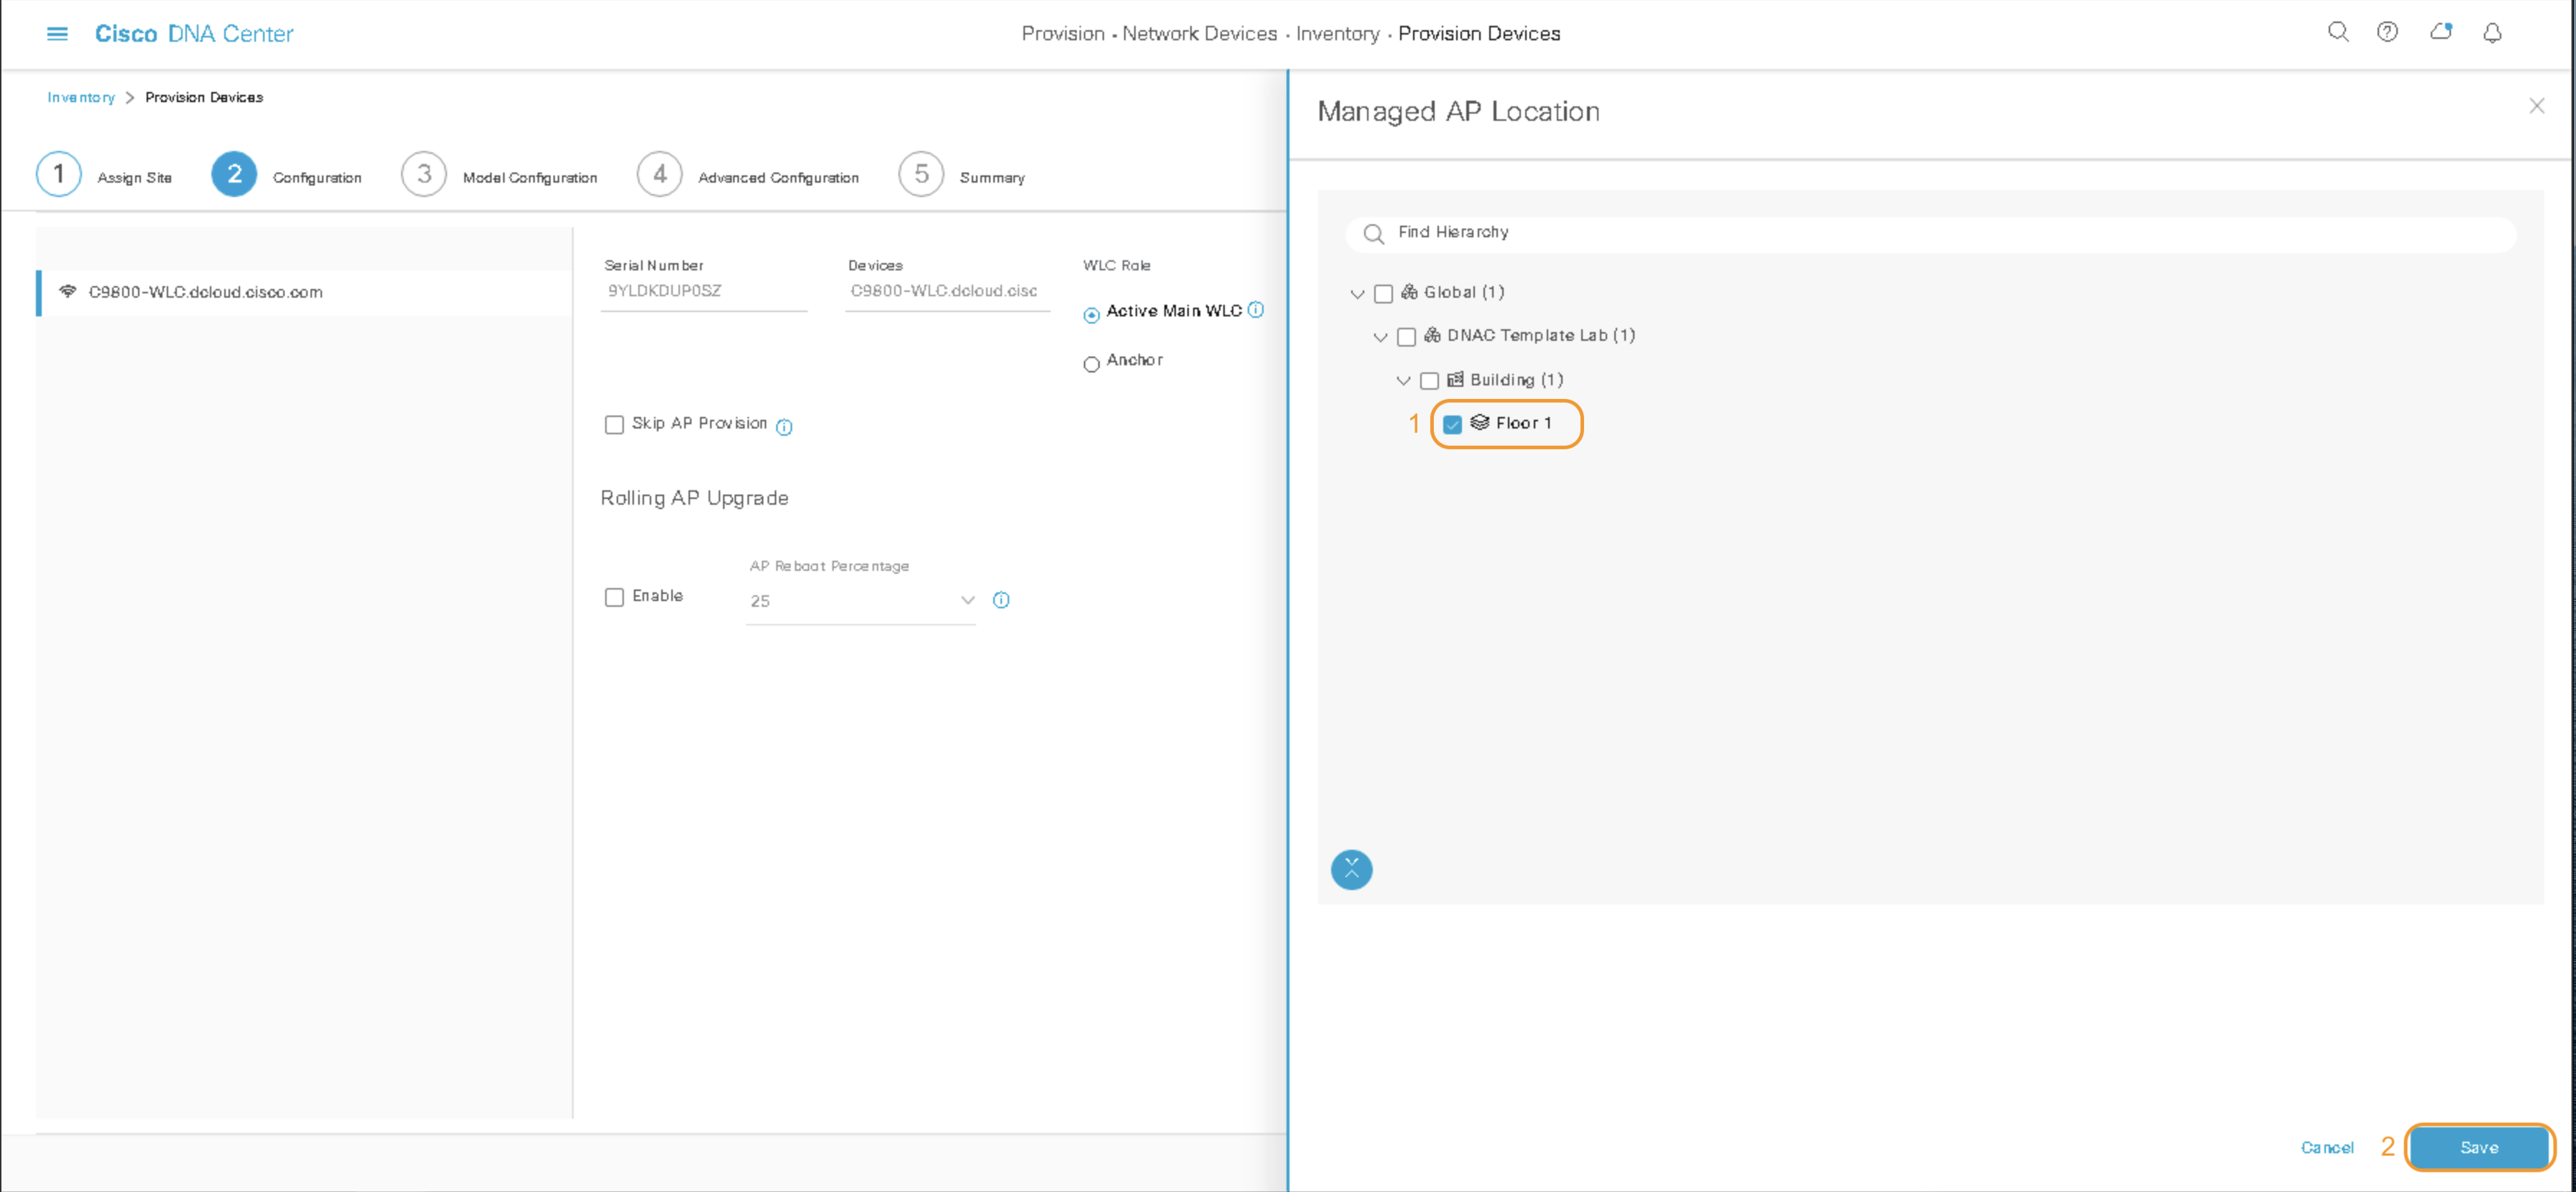 Cisco DNA Center
Provision · Network Devices · Inventory · Provision Devices
Inventory > Provision Devices
1 Assign Site 2 Configuration 3 Model Configuration 4 Advanced Configuration 5 Summary
C9800-WLC.dcloud.cisco.com
Serial Number
9YLDKDUP0SZ
Devices
C9800-WLC.dcloud.cisc
WLC Role
Active Main WLC
Anchor
Skip AP Provision
Rolling AP Upgrade
Enable
AP Reboot Percentage
25
Managed AP Location
Find Hierarchy
Global (1)
DNAC Template Lab (1)
Building (1)
1 Floor 1
Cancel 2 Save